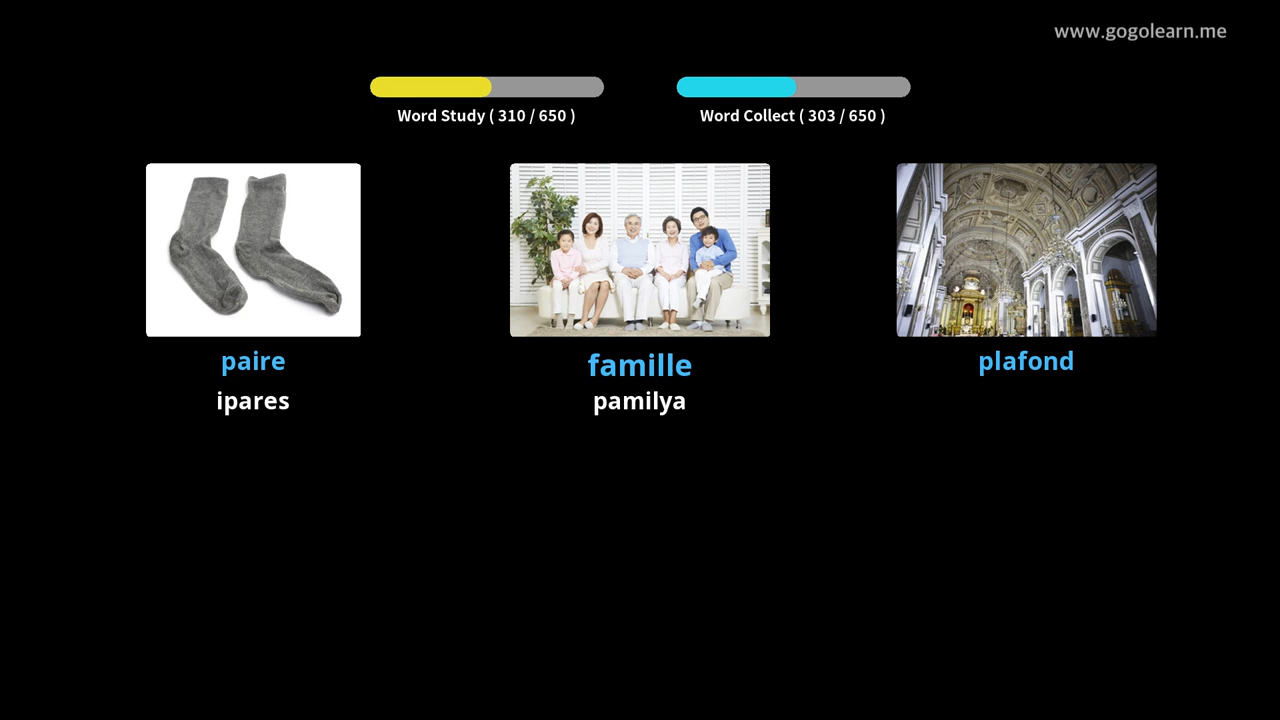 www.gogolearn.me
Word Study ( 310 / 650 )
Word Collect ( 303 / 650 )
paire
famille
plafond
ipares
pamilya